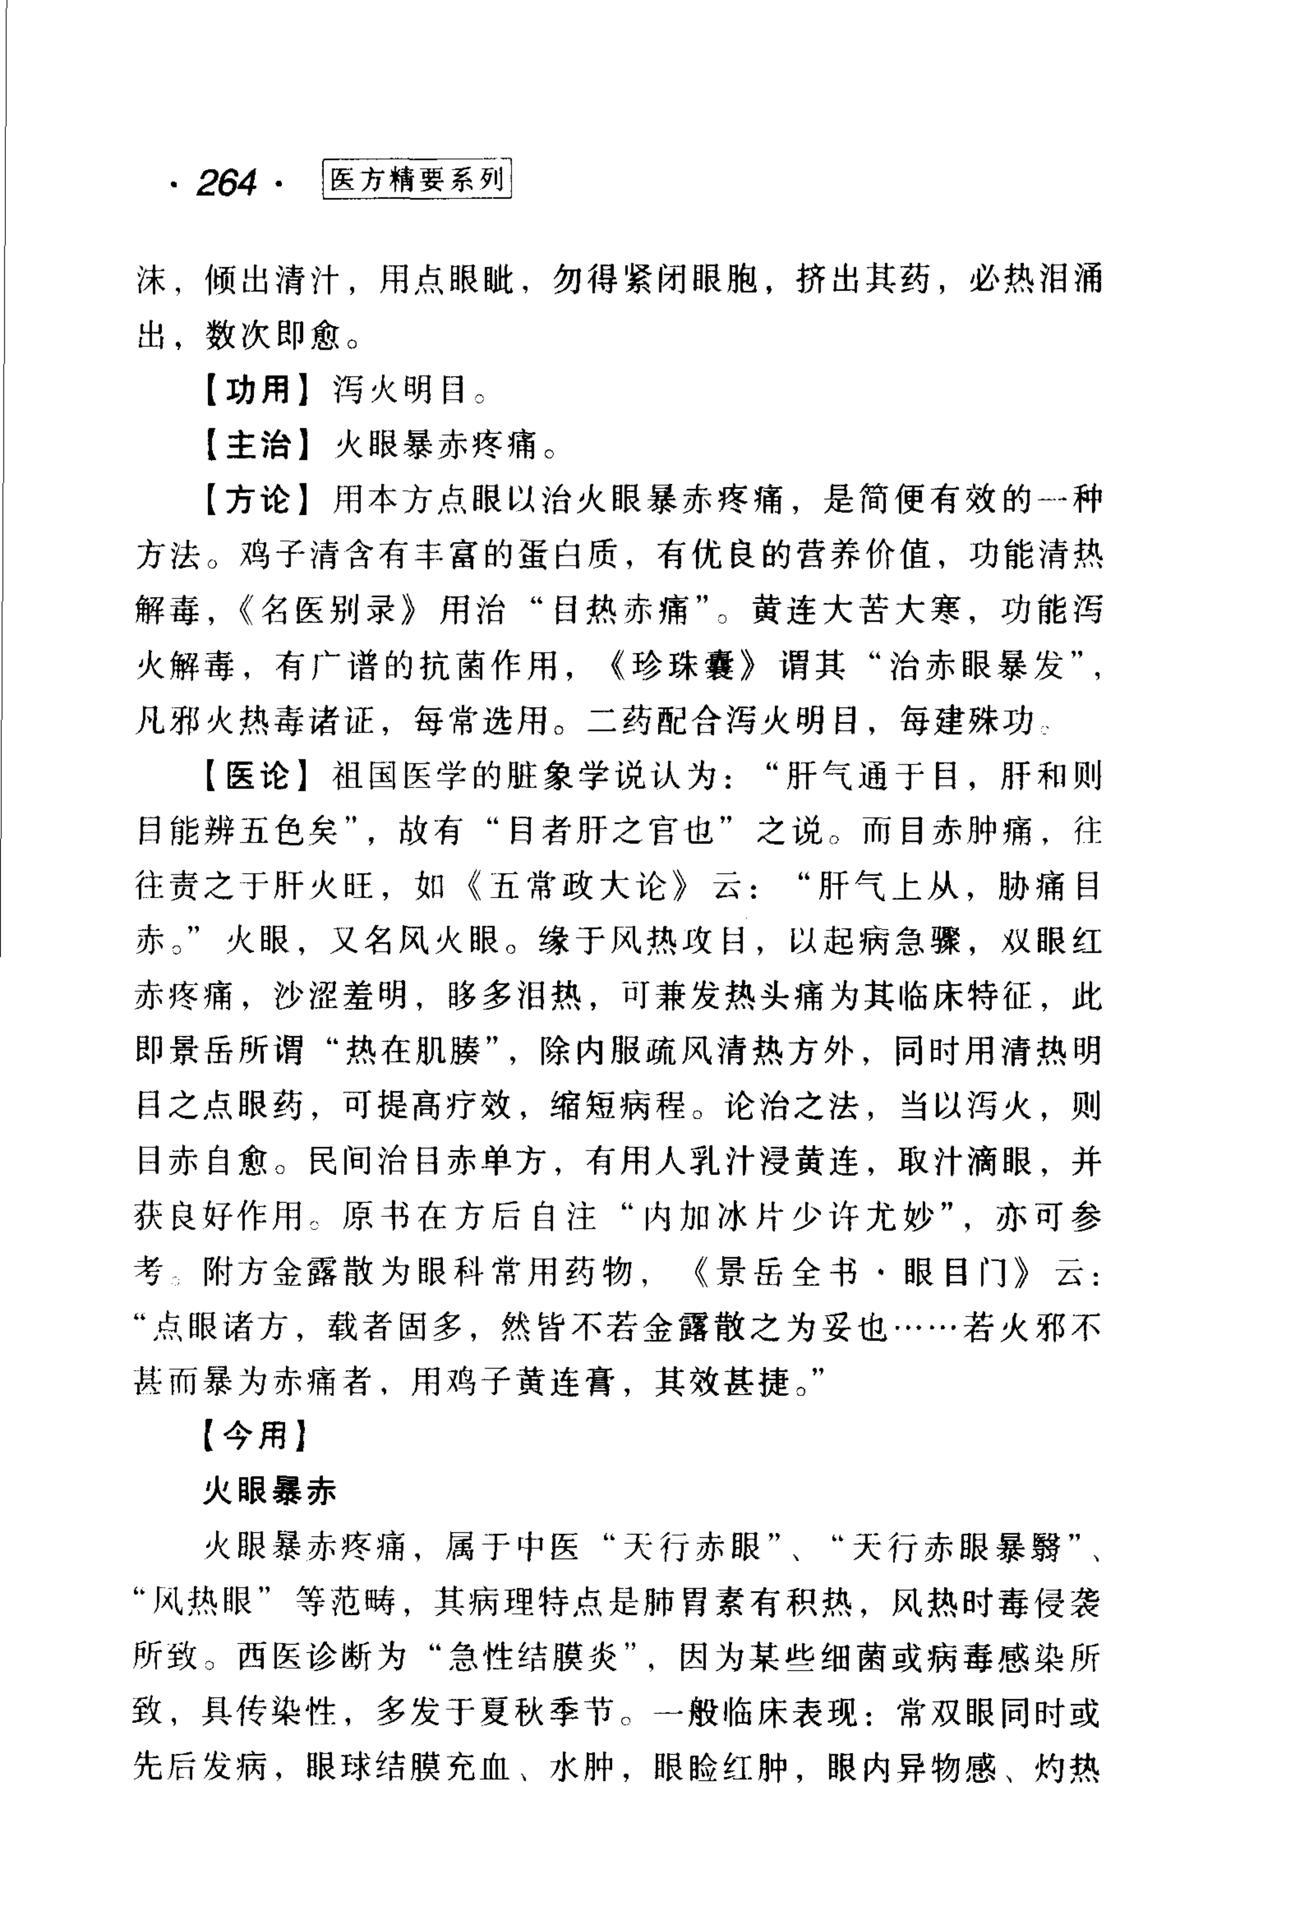 · 264 · 医方精要系列
沫，倾出清汁，用点眼眦，勿得紧闭眼胞，挤出其药，必热泪涌
出，数次即愈。
【功用】 泻火明目。
【主治】 火眼暴赤疼痛。
【方论】 用本方点眼以治火眼暴赤疼痛，是简便有效的一种
方法。鸡子清含有丰富的蛋白质，有优良的营养价值，功能清热
解毒，《名医别录》用治“目热赤痛”。黄连大苦大寒，功能泻
火解毒，有广谱的抗菌作用，《珍珠囊》谓其“治赤眼暴发”，
凡邪火热毒诸证，每常选用。二药配合泻火明目，每建殊功。
【医论】 祖国医学的脏象学说认为：“肝气通于目，肝和则
目能辨五色矣”，故有“目者肝之官也”之说。而目赤肿痛，往
往责之于肝火旺，如《五常政大论》云：“肝气上从，胁痛目
赤。”火眼，又名风火眼。缘于风热攻目，以起病急骤，双眼红
赤疼痛，沙涩羞明，眵多泪热，可兼发热头痛为其临床特征，此
即景岳所谓“热在肌腠”，除内服疏风清热方外，同时用清热明
目之点眼药，可提高疗效，缩短病程。论治之法，当以泻火，则
目赤自愈。民间治目赤单方，有用人乳汁浸黄连，取汁滴眼，并
获良好作用。原书在方后自注“内加冰片少许尤妙”，亦可参
考。附方金露散为眼科常用药物，《景岳全书·眼目门》云：
“点眼诸方，载者固多，然皆不若金露散之为妥也……若火邪不
甚而暴为赤痛者，用鸡子黄连膏，其效甚捷。”
【今用】
火眼暴赤
火眼暴赤疼痛，属于中医“天行赤眼”、“天行赤眼暴翳”、
“风热眼”等范畴，其病理特点是肺胃素有积热，风热时毒侵袭
所致。西医诊断为“急性结膜炎”，因为某些细菌或病毒感染所
致，具传染性，多发于夏秋季节。一般临床表现：常双眼同时或
先后发病，眼球结膜充血、水肿，眼睑红肿，眼内异物感、灼热